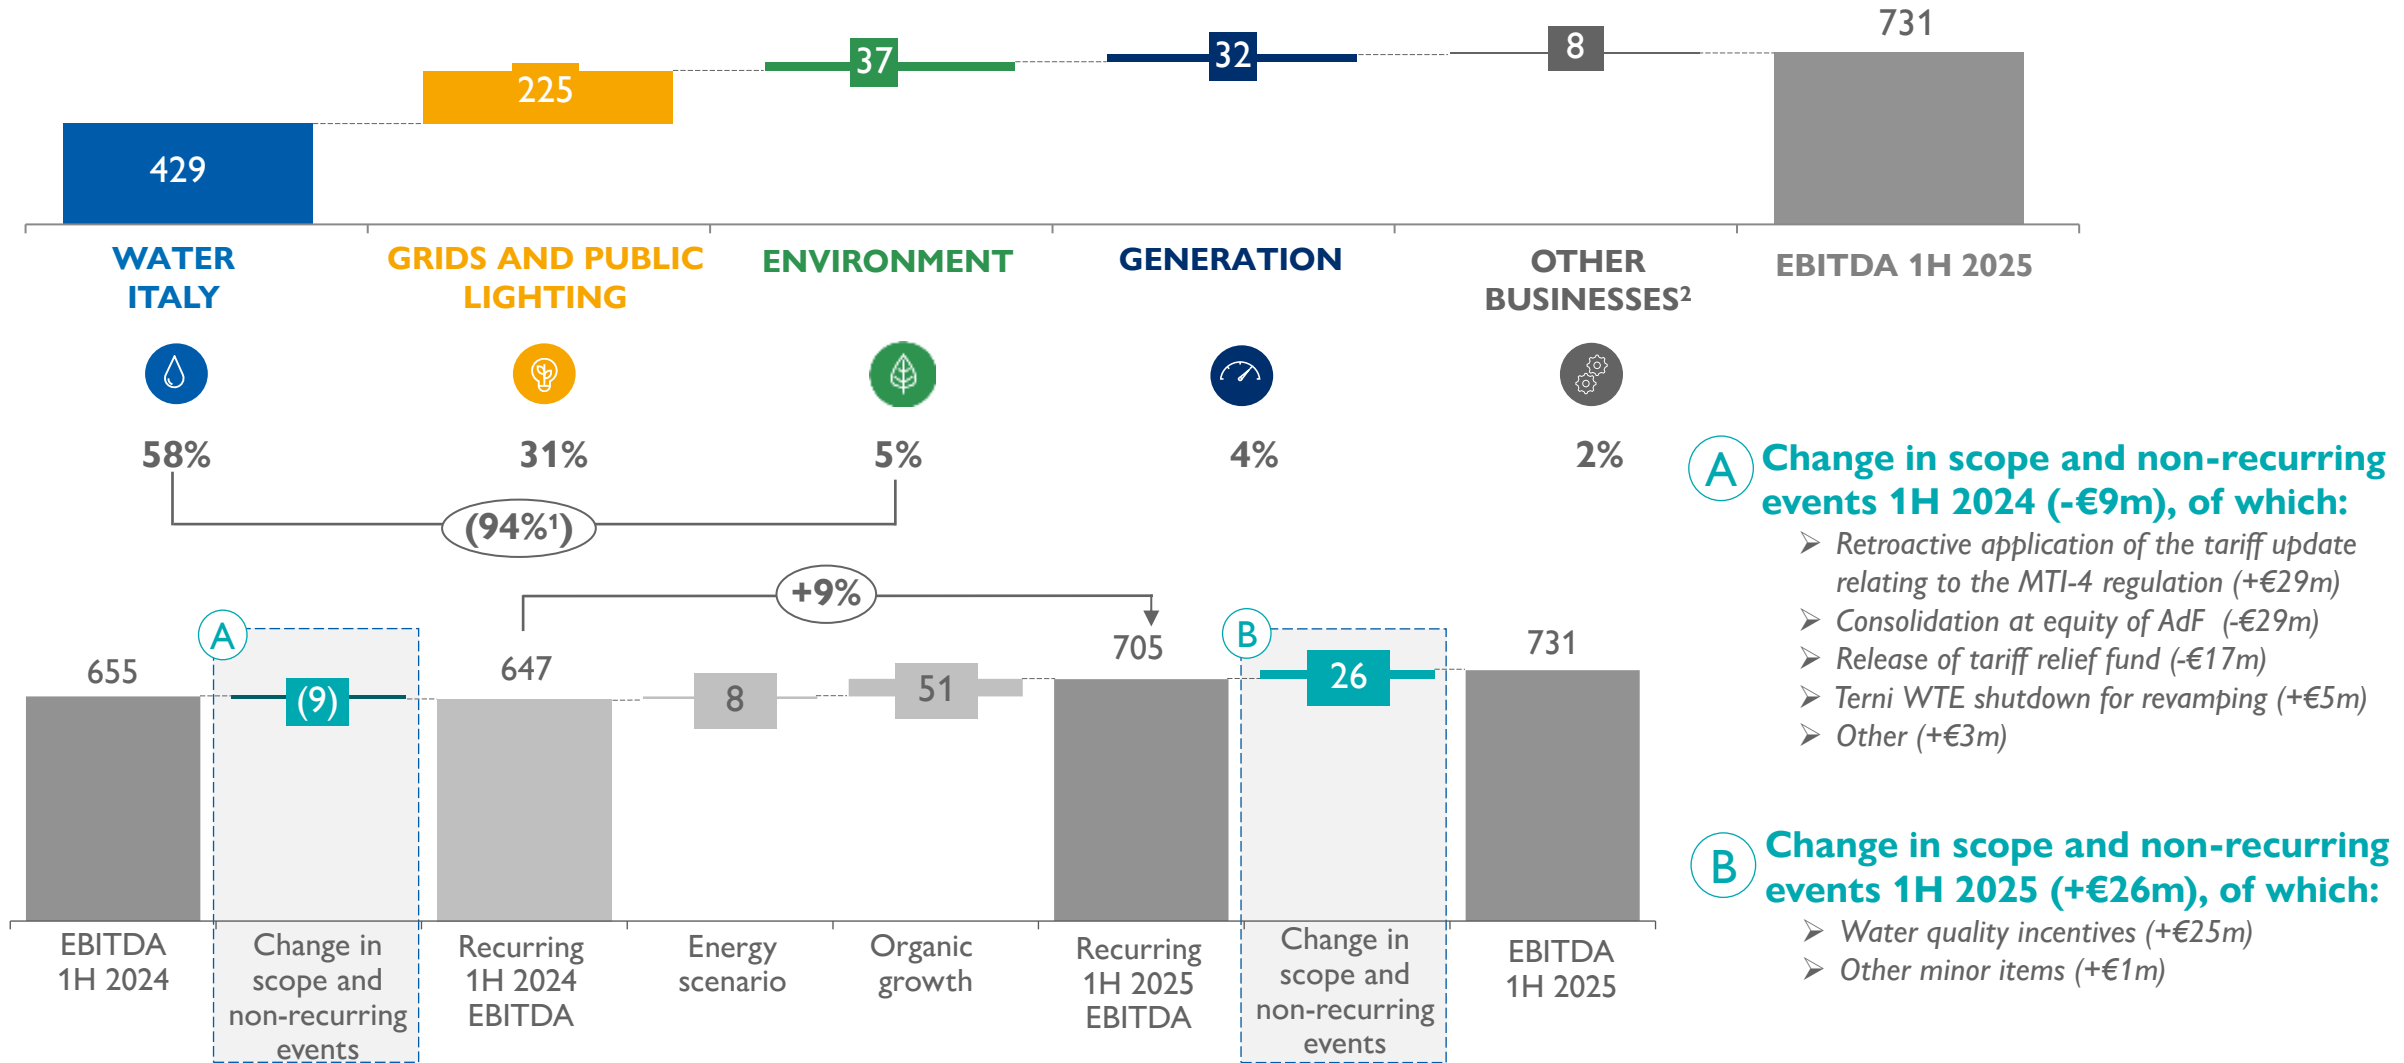 429
225
37
32
8
731
WATER
ITALY
GRIDS AND PUBLIC
LIGHTING
ENVIRONMENT
GENERATION
OTHER
BUSINESSES²
EBITDA 1H 2025
58%
31%
5%
4%
2%
(94%¹)
+9%
A
B
655
(9)
647
8
51
705
26
731
EBITDA
1H 2024
Change in
scope and
non-recurring
events
Recurring
1H 2024
EBITDA
Energy
scenario
Organic
growth
Recurring
1H 2025
EBITDA
Change in
scope and
non-recurring
events
EBITDA
1H 2025
A
Change in scope and non-recurring
events 1H 2024 (-€9m), of which:
➢ Retroactive application of the tariff update
relating to the MTI-4 regulation (+€29m)
➢ Consolidation at equity of AdF (-€29m)
➢ Release of tariff relief fund (-€17m)
➢ Terni WTE shutdown for revamping (+€5m)
➢ Other (+€3m)
B
Change in scope and non-recurring
events 1H 2025 (+€26m), of which:
➢ Water quality incentives (+€25m)
➢ Other minor items (+€1m)